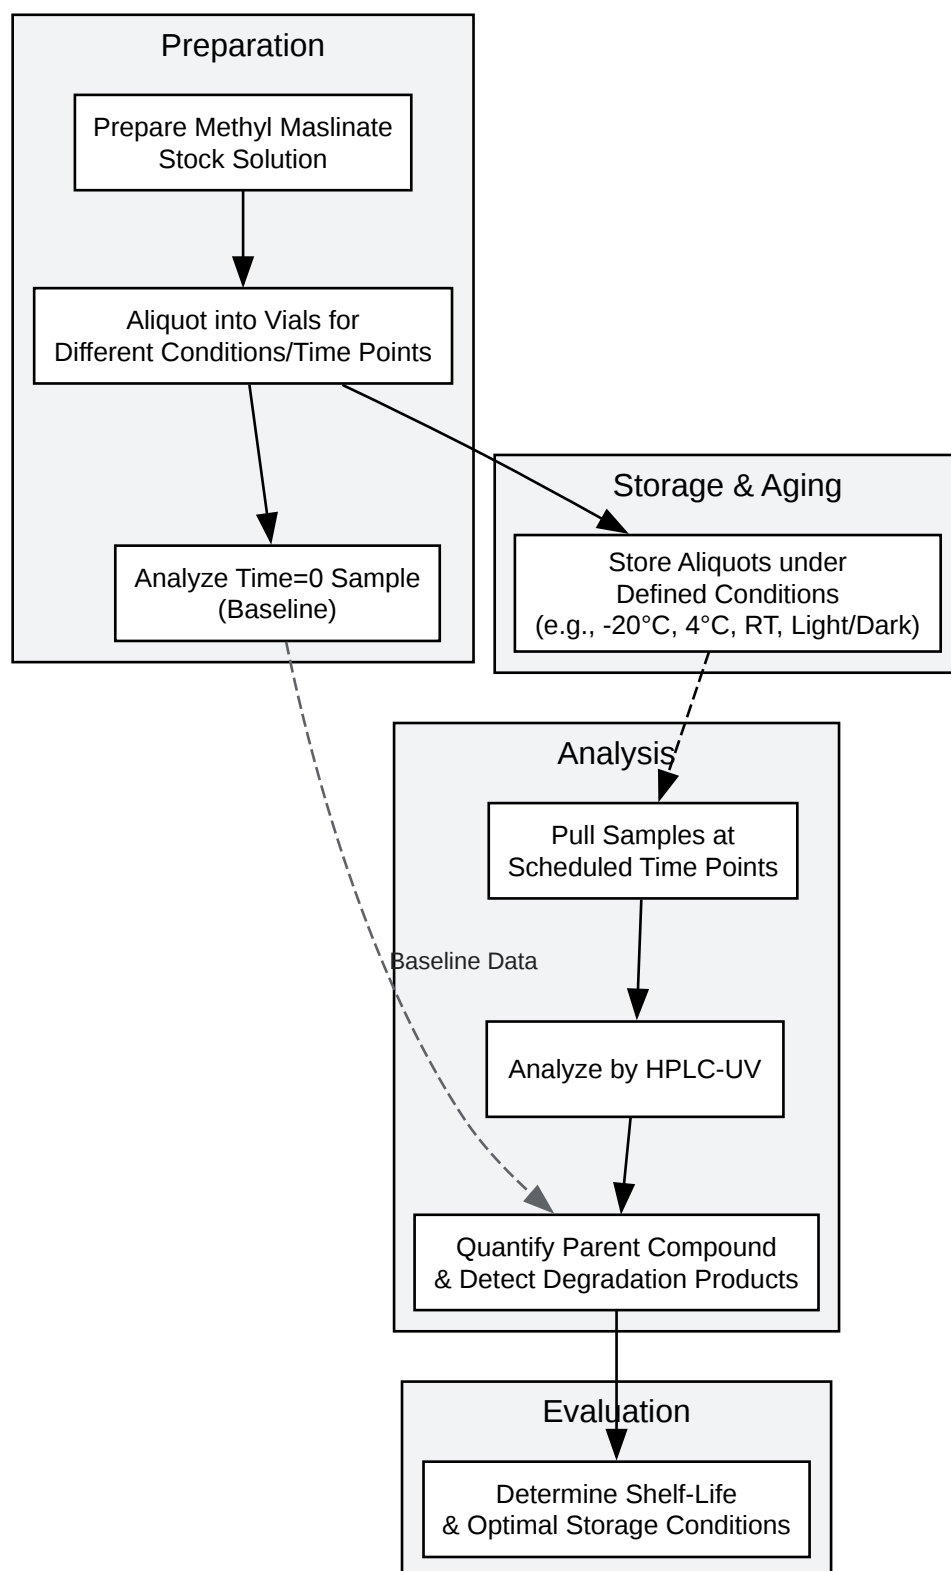 Preparation
Prepare Methyl Maslinate
Stock Solution
Aliquot into Vials for
Different Conditions/Time Points
Analyze Time=0 Sample
(Baseline)
Storage & Aging
Store Aliquots under
Defined Conditions
(e.g., -20°C, 4°C, RT, Light/Dark)
Analysis
Pull Samples at
Scheduled Time Points
Baseline Data
Analyze by HPLC-UV
Quantify Parent Compound
& Detect Degradation Products
Evaluation
Determine Shelf-Life
& Optimal Storage Conditions